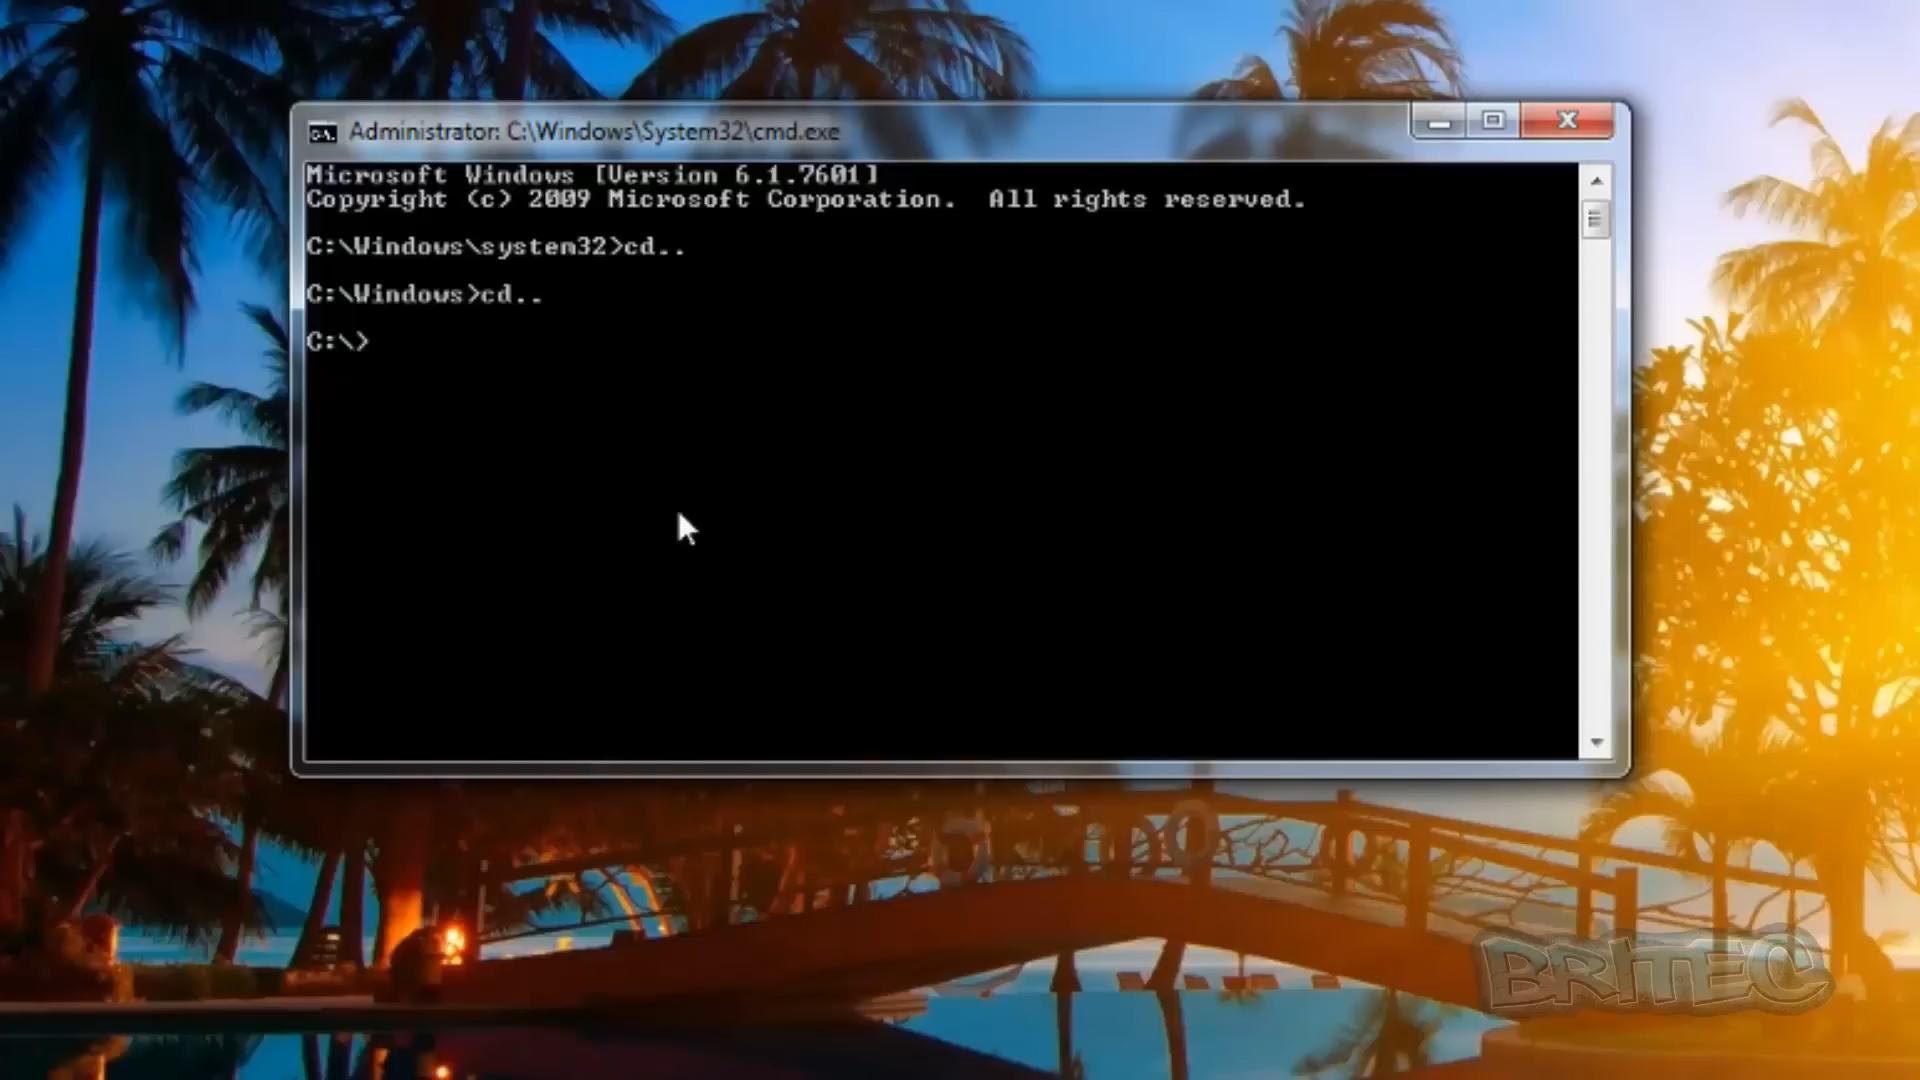 Administrator: C:\Windows\System32\cmd.exe
Microsoft Windows [Version 6.1.7601]
Copyright (c) 2009 Microsoft Corporation.  All rights reserved.
C:\Windows\system32>cd..
C:\Windows>cd..
C:\>
BRITEC